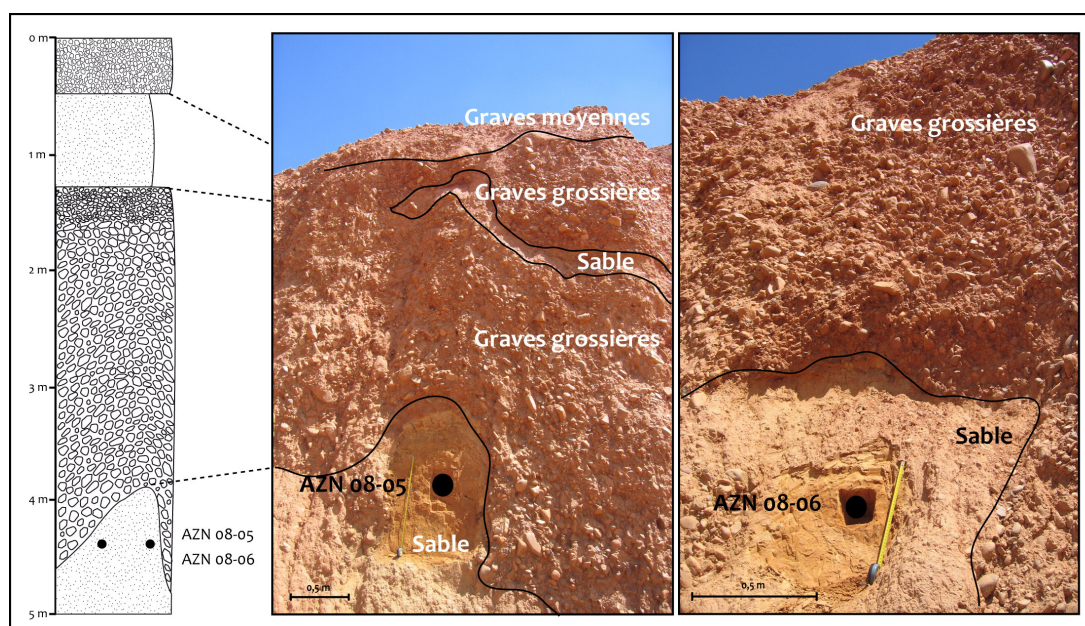 0 m
1 m
2 m
3 m
4 m
5 m
AZN 08-05
AZN 08-06
Graves moyennes
Graves grossières
Sable
Graves grossières
AZN 08-05
Sable
0,5 m
Graves grossières
Sable
AZN 08-06
0,5 m